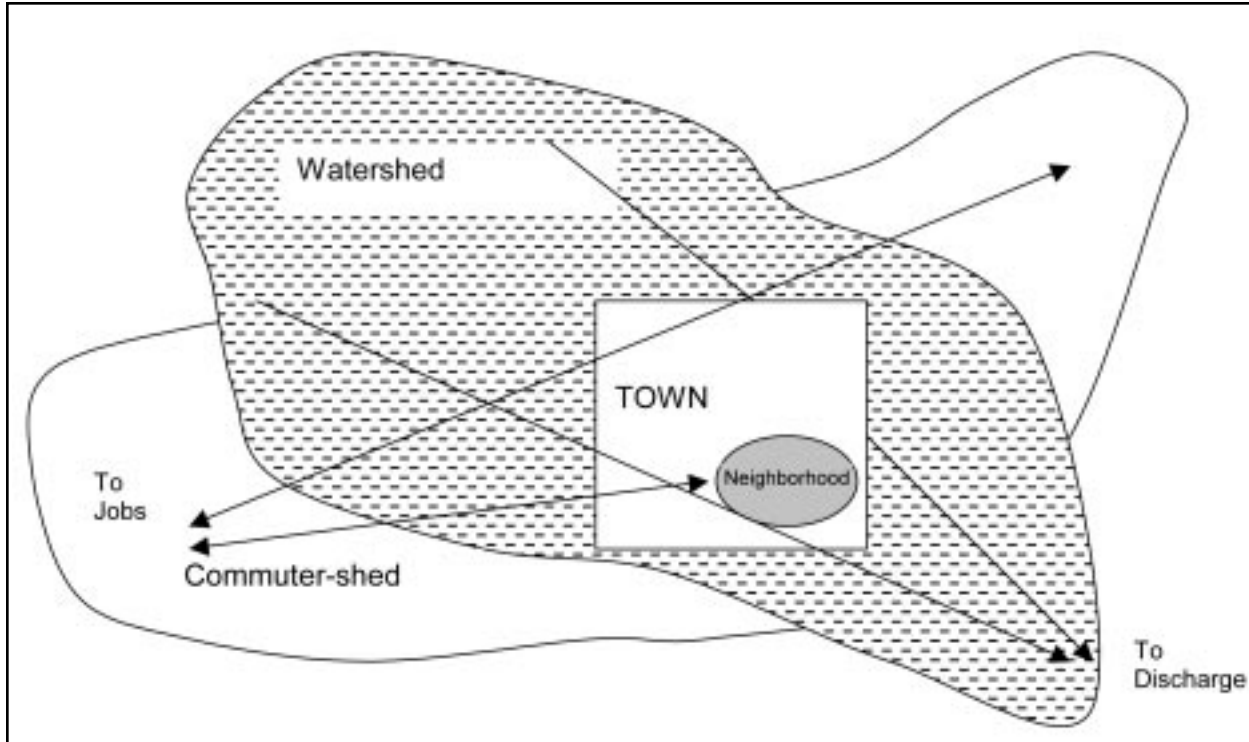 Watershed
TOWN
Neighborhood
To
Jobs
Commuter-shed
To
Discharge